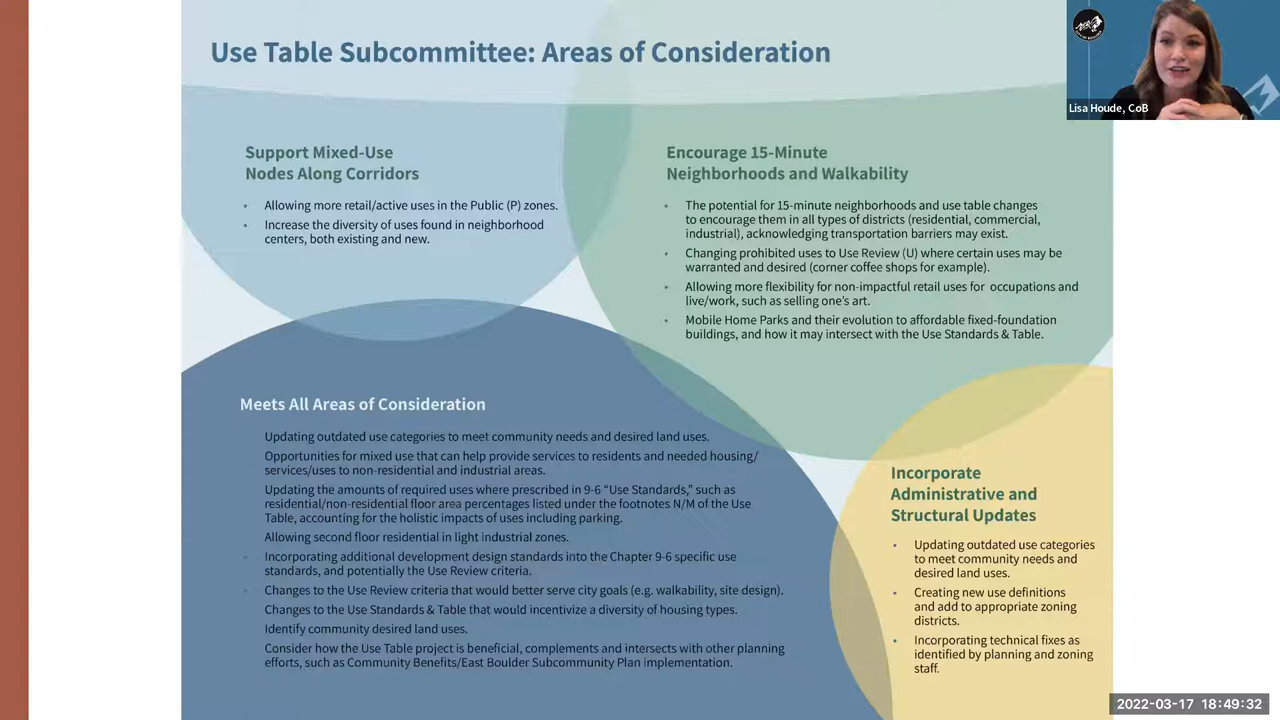 Use Table Subcommittee: Areas of Consideration
Lisa Houde, CoB
Support Mixed-Use
Nodes Along Corridors
• Allowing more retail/active uses in the Public (P) zones.
• Increase the diversity of uses found in neighborhood
centers, both existing and new.
Encourage 15-Minute
Neighborhoods and Walkability
• The potential for 15-minute neighborhoods and use table changes
to encourage them in all types of districts (residential, commercial,
industrial), acknowledging transportation barriers may exist.
• Changing prohibited uses to Use Review (U) where certain uses may be
warranted and desired (corner coffee shops for example).
• Allowing more flexibility for non-impactful retail uses for occupations and
live/work, such as selling one's art.
• Mobile Home Parks and their evolution to affordable fixed-foundation
buildings, and how it may intersect with the Use Standards & Table.
Meets All Areas of Consideration
Updating outdated use categories to meet community needs and desired land uses.
Opportunities for mixed use that can help provide services to residents and needed housing/
services/uses to non-residential and industrial areas.
Updating the amounts of required uses where prescribed in 9-6 “Use Standards,” such as
residential/non-residential floor area percentages listed under the footnotes N/M of the Use
Table, accounting for the holistic impacts of uses including parking.
Allowing second floor residential in light industrial zones.
• Incorporating additional development design standards into the Chapter 9-6 specific use
standards, and potentially the Use Review criteria.
• Changes to the Use Review criteria that would better serve city goals (e.g. walkability, site design).
Changes to the Use Standards & Table that would incentivize a diversity of housing types.
Identify community desired land uses.
Consider how the Use Table project is beneficial, complements and intersects with other planning
efforts, such as Community Benefits/East Boulder Subcommunity Plan implementation.
Incorporate
Administrative and
Structural Updates
• Updating outdated use categories
to meet community needs and
desired land uses.
• Creating new use definitions
and add to appropriate zoning
districts.
• Incorporating technical fixes as
identified by planning and zoning
staff.
2022-03-17 18:49:32